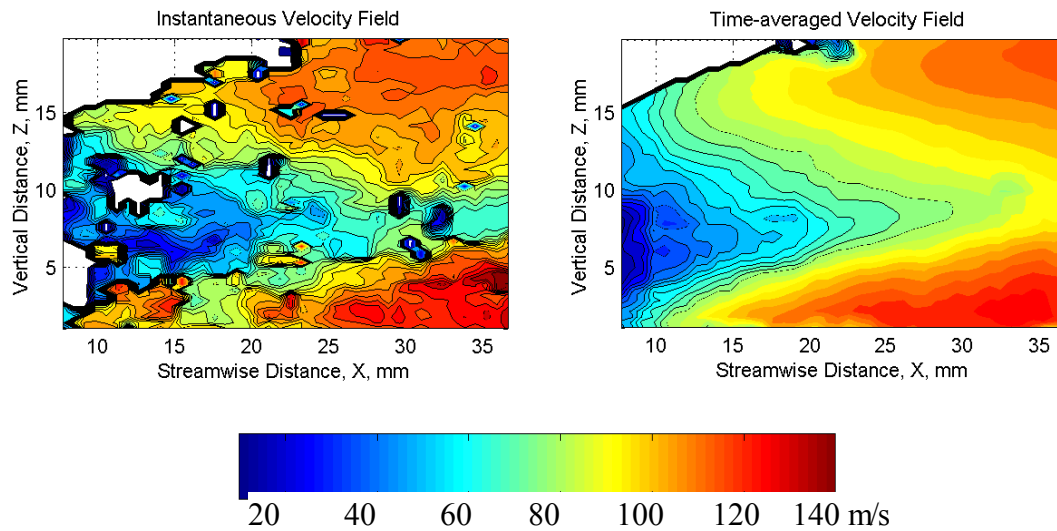 Instantaneous Velocity Field
Time-averaged Velocity Field
Vertical Distance, Z, mm
15
10
5
10 15 20 25 30 35
Streamwise Distance, X, mm
Vertical Distance, Z, mm
15
10
5
10 15 20 25 30 35
Streamwise Distance, X, mm
20 40 60 80 100 120 140 m/s